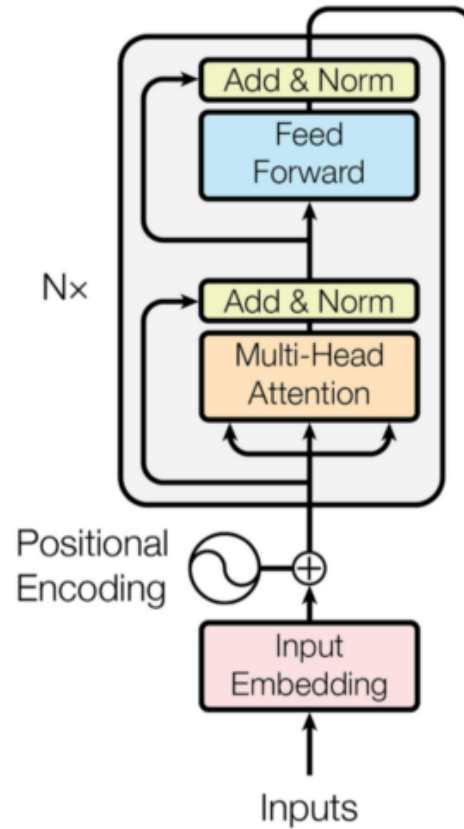 Add & Norm
Feed
Forward
N×
Add & Norm
Multi-Head
Attention
Positional
Encoding
Input
Embedding
Inputs